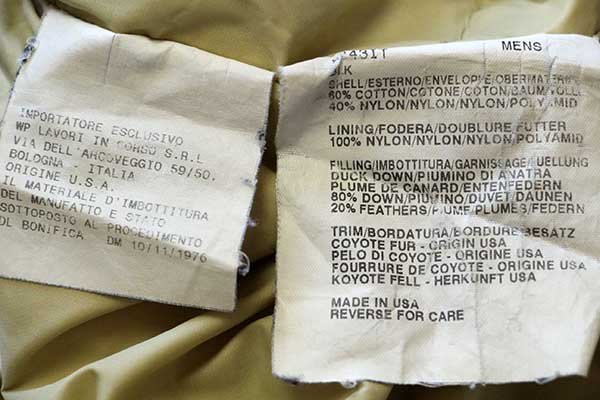 IMPORTATORE ESCLUSIVO
WP LAVORI IN CORSO S.R.L
VIA DELL'ARCOVEGGIO 59/50.
BOLOGNA - ITALIA
ORIGINE U.S.A.
IL MATERIALE D'IMBOTTITURA
DEL MANUFATTO E STATO
SOTTOPOSTO AL PROCEDIMENTO
DI BONIFICA DM 10/11/1976
MENS
SHELL/ESTERNO/ENVELOPPE/OBERMATERIE
60% COTTON/COTONE/COTON/BAUMWOLLE
40% NYLON/NYLON/NYLON/POLYAMID
LINING/FODERA/DOUBLURE FUTTER
100% NYLON/NYLON/NYLON/POLYAMID
FILLING/IMBOTTITURA/GARNISSAGE/FUELLUNG
DUCK DOWN/PIUMINO DI ANATRA
PLUME DE CANARD/ENTENFEDERN
80% DOWN/PIUMINO/DUVET/DAUNEN
20% FEATHERS/PIUME/PLUMES/FEDERN
TRIM/BORDATURA/BORDURE/BESATZ
COYOTE FUR - ORIGIN USA
PELO DI COYOTE - ORIGINE USA
FOURRURE DE COYOTE - ORIGINE USA
KOYOTE FELL - HERKUNFT USA
MADE IN USA
REVERSE FOR CARE